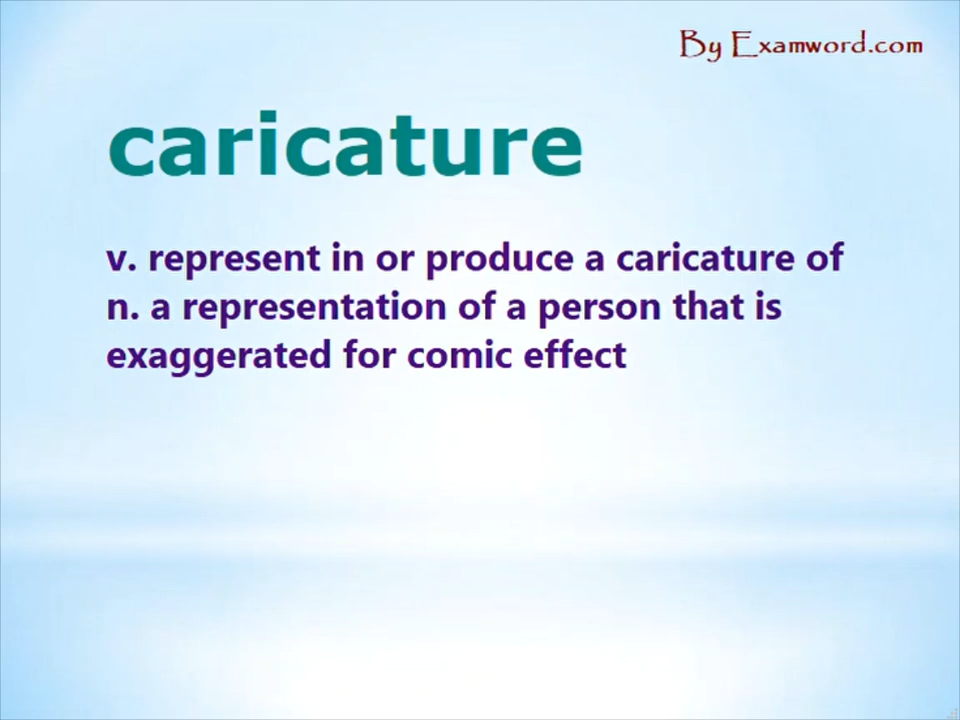 By Examword.com
caricature
v. represent in or produce a caricature of
n. a representation of a person that is
exaggerated for comic effect